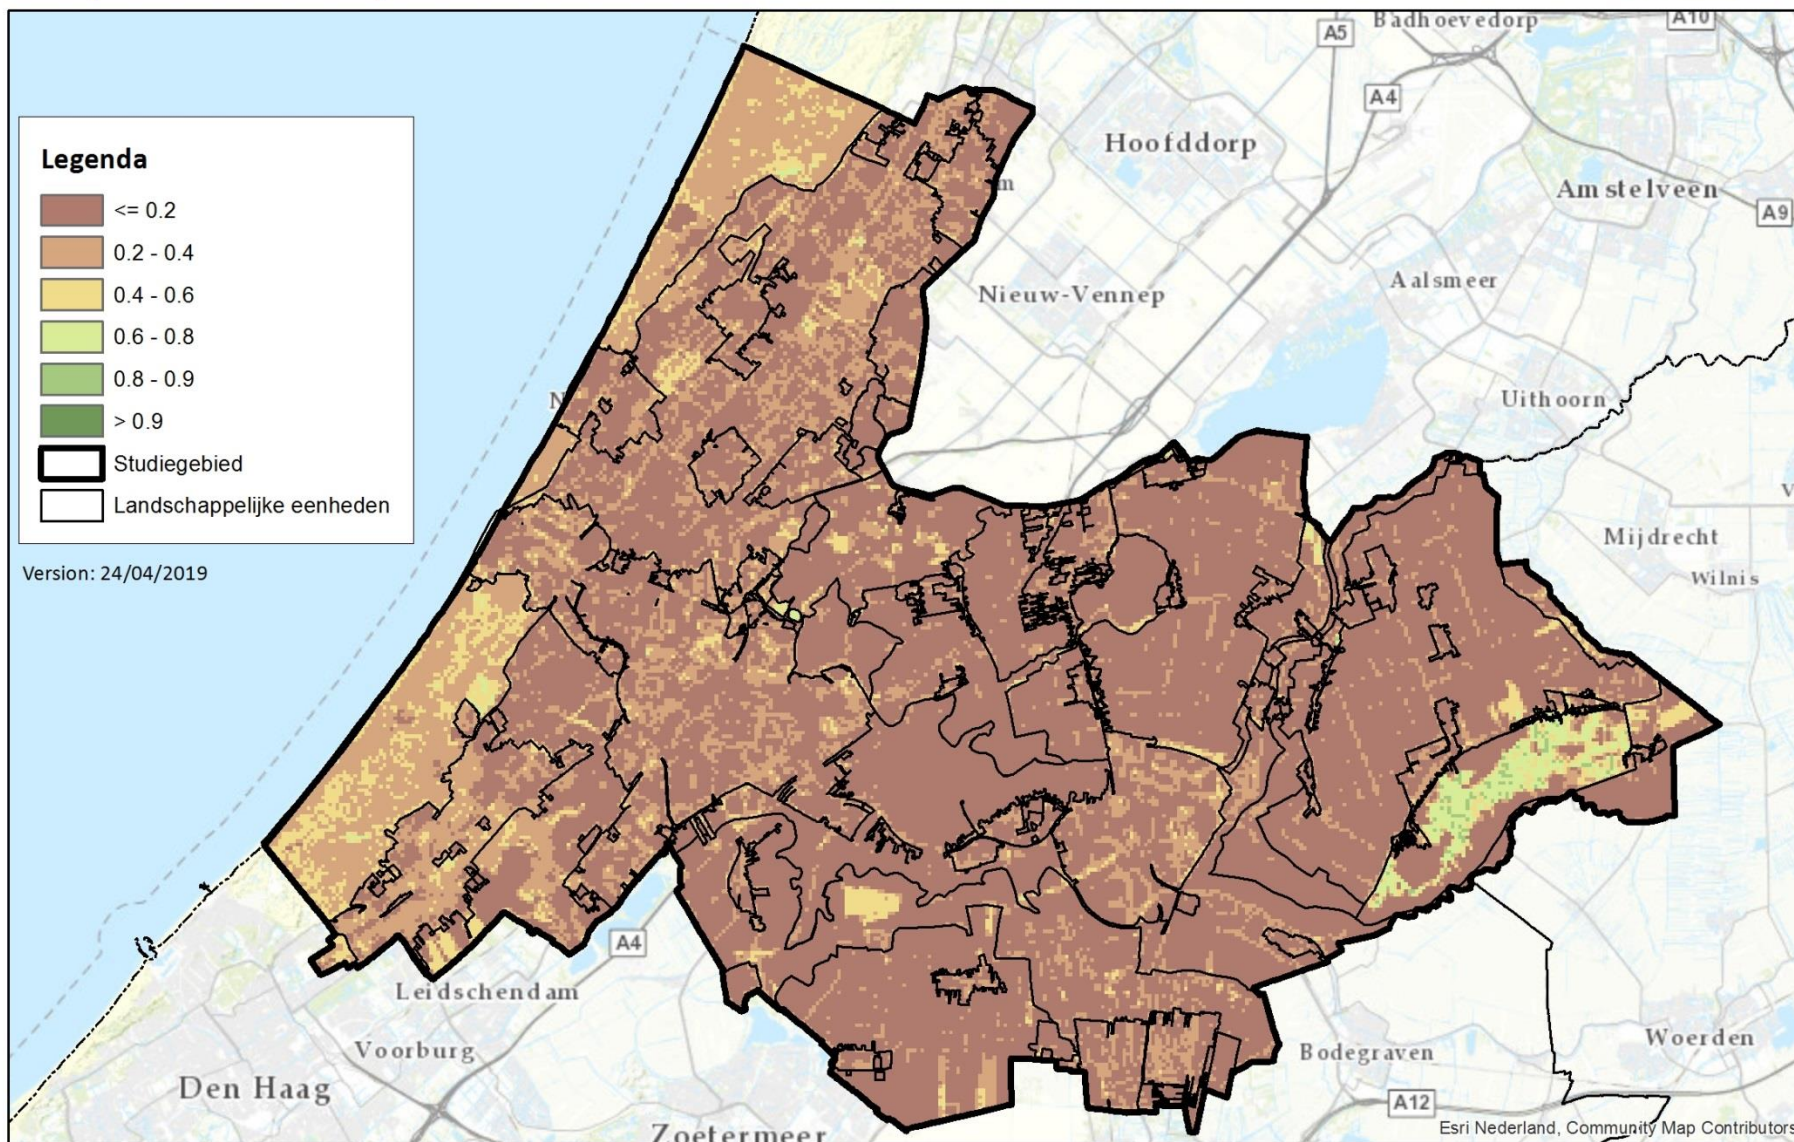 Badhoevedorp
A10
A5
A4
Hoofddorp
Amstelveen
A9
Legenda
<= 0.2
0.2 - 0.4
0.4 - 0.6
0.6 - 0.8
0.8 - 0.9
> 0.9
Studiegebied
Landschappelijke eenheden
Version: 24/04/2019
Nieuw-Vennep
Aalsmeer
Uithoorn
Mijdrecht
Wilnis
A4
Leidschendam
Voorburg
Den Haag
Zoetermeer
Bodegraven
Woerden
A12
Esri Nederland, Community Map Contributors